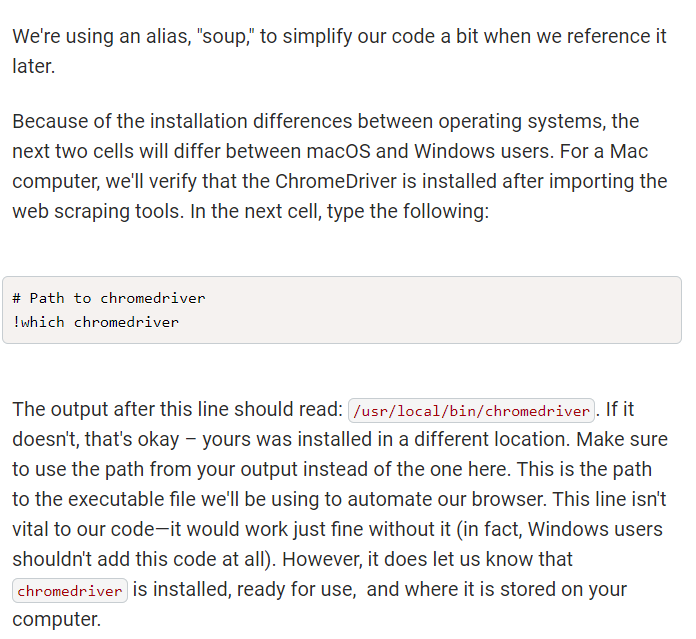 We're using an alias, "soup," to simplify our code a bit when we reference it
later.
Because of the installation differences between operating systems, the
next two cells will differ between macOS and Windows users. For a Mac
computer, we'll verify that the ChromeDriver is installed after importing the
web scraping tools. In the next cell, type the following:
# Path to chromedriver
!which chromedriver
The output after this line should read: /usr/local/bin/chromedriver. If it
doesn't, that's okay – yours was installed in a different location. Make sure
to use the path from your output instead of the one here. This is the path
to the executable file we'll be using to automate our browser. This line isn't
vital to our code—it would work just fine without it (in fact, Windows users
shouldn't add this code at all). However, it does let us know that
chromedriver is installed, ready for use,  and where it is stored on your
computer.